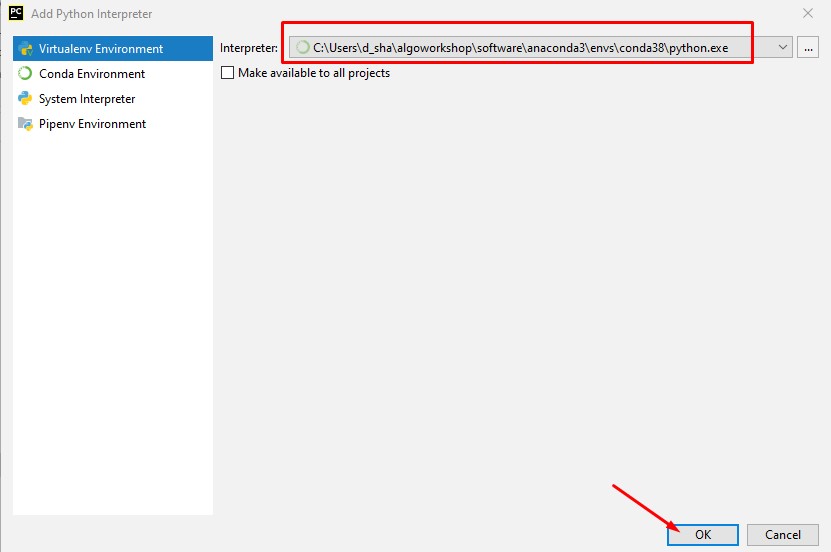 PC Add Python Interpreter
Virtualenv Environment
Conda Environment
System Interpreter
Pipenv Environment
Interpreter: C:\Users\d_sha\algoworkshop\software\anaconda3\envs\conda38\python.exe ...
Make available to all projects
OK Cancel